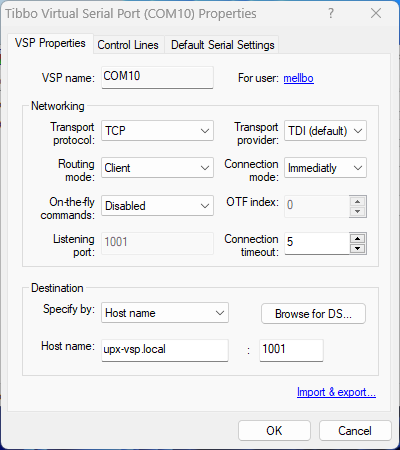 Tibbo Virtual Serial Port (COM10) Properties ?
VSP Properties Control Lines Default Serial Settings
VSP name: COM10 For user: mellbo
Networking
Transport protocol: TCP Transport provider: TDI (default)
Routing mode: Client Connection mode: Immediatly
On-the-fly commands: Disabled OTF index: 0
Listening port: 1001 Connection timeout: 5
Destination
Specify by: Host name Browse for DS...
Host name: upx-vsp.local : 1001
Import & export...
OK Cancel